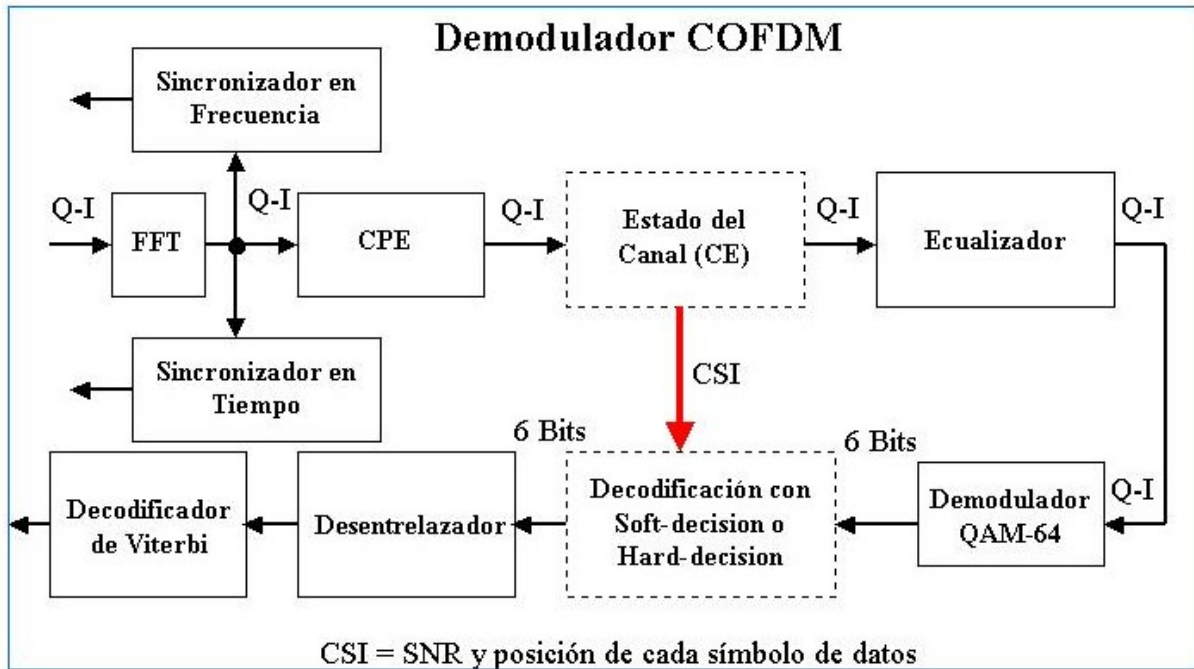 Demodulador COFDM
Sincronizador en
Frecuencia
Q-I
FFT
Q-I
CPE
Q-I
Estado del
Canal (CE)
Q-I
Ecualizador
Q-I
Sincronizador en
Tiempo
CSI
6 Bits
6 Bits
Q-I
Decodificador
de Viterbi
Desentrelazador
Decodificación con
Soft-decision o
Hard-decision
Demodulador
QAM-64
CSI = SNR y posición de cada símbolo de datos